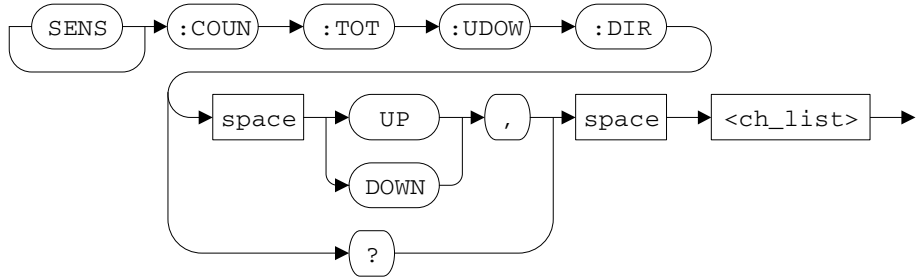 SENS :COUN :TOT :UDOW :DIR
space UP , space <ch_list>
DOWN
?